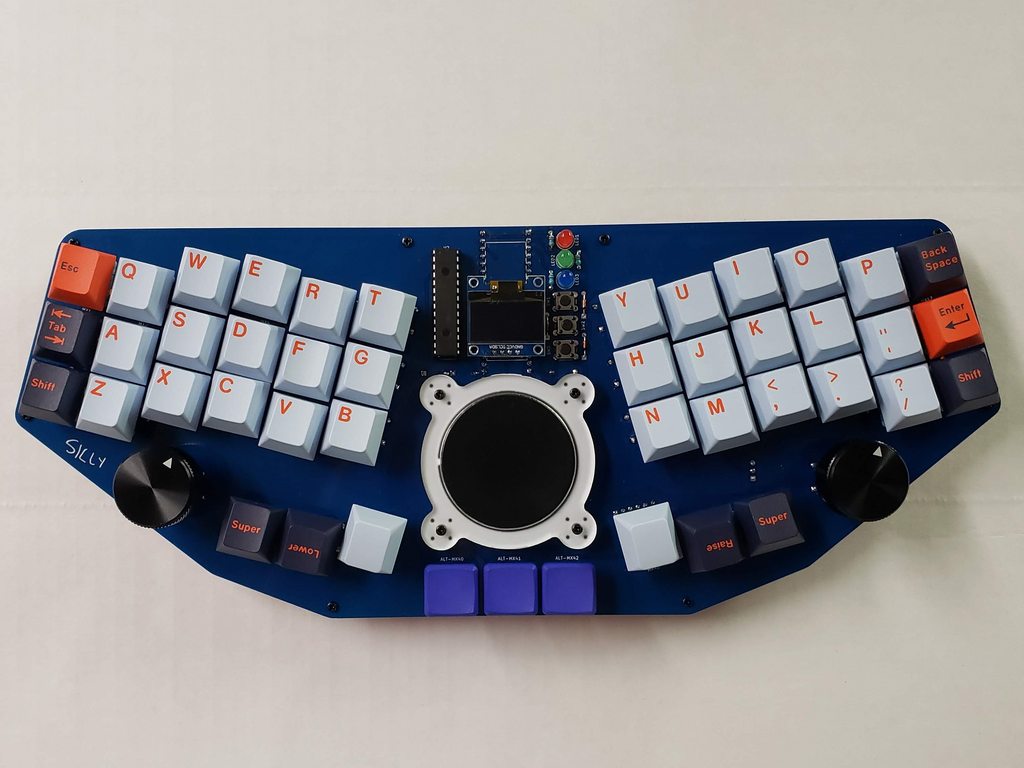 Esc Q W E R T Y U I O P Back Space
Tab A S D F G H J K L : ; Enter
Shift Z X C V B N M < , > . ? / Shift
SILLY
Super Lower Raise Super
ALT-MX40 ALT-MX41 ALT-MX42